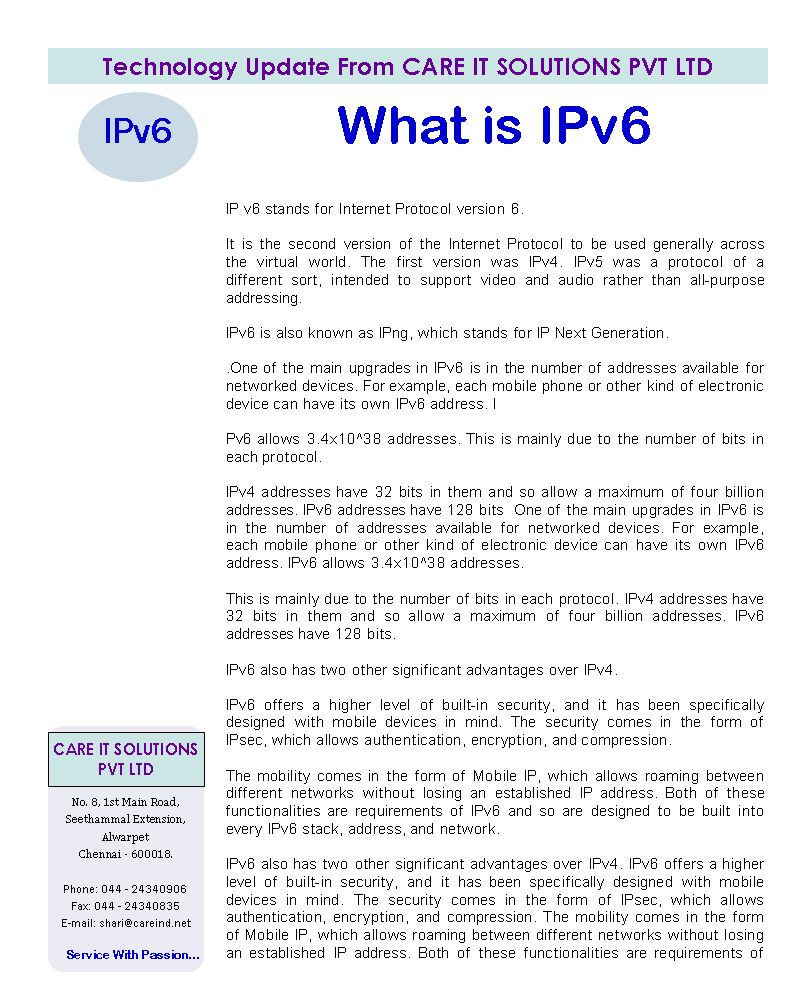 Technology Update From CARE IT SOLUTIONS PVT LTD
IPv6
What is IPv6
IP v6 stands for Internet Protocol version 6.
It is the second version of the Internet Protocol to be used generally across
the virtual world. The first version was IPv4. IPv5 was a protocol of a
different sort, intended to support video and audio rather than all-purpose
addressing.
IPv6 is also known as IPng, which stands for IP Next Generation.
.One of the main upgrades in IPv6 is in the number of addresses available for
networked devices. For example, each mobile phone or other kind of electronic
device can have its own IPv6 address. I
Pv6 allows 3.4x10^38 addresses. This is mainly due to the number of bits in
each protocol.
IPv4 addresses have 32 bits in them and so allow a maximum of four billion
addresses. IPv6 addresses have 128 bits  One of the main upgrades in IPv6 is
in the number of addresses available for networked devices. For example,
each mobile phone or other kind of electronic device can have its own IPv6
address. IPv6 allows 3.4x10^38 addresses.
This is mainly due to the number of bits in each protocol. IPv4 addresses have
32 bits in them and so allow a maximum of four billion addresses. IPv6
addresses have 128 bits.
IPv6 also has two other significant advantages over IPv4.
IPv6 offers a higher level of built-in security, and it has been specifically
designed with mobile devices in mind. The security comes in the form of
IPsec, which allows authentication, encryption, and compression.
The mobility comes in the form of Mobile IP, which allows roaming between
different networks without losing an established IP address. Both of these
functionalities are requirements of IPv6 and so are designed to be built into
every IPv6 stack, address, and network.
IPv6 also has two other significant advantages over IPv4. IPv6 offers a higher
level of built-in security, and it has been specifically designed with mobile
devices in mind. The security comes in the form of IPsec, which allows
authentication, encryption, and compression. The mobility comes in the form
of Mobile IP, which allows roaming between different networks without losing
an established IP address. Both of these functionalities are requirements of
CARE IT SOLUTIONS
PVT LTD
No. 8, 1st Main Road,
Seethammal Extension,
Alwarpet
Chennai - 600018.
Phone: 044 - 24340906
Fax: 044 - 24340835
E-mail: shari@careind.net
Service With Passion...